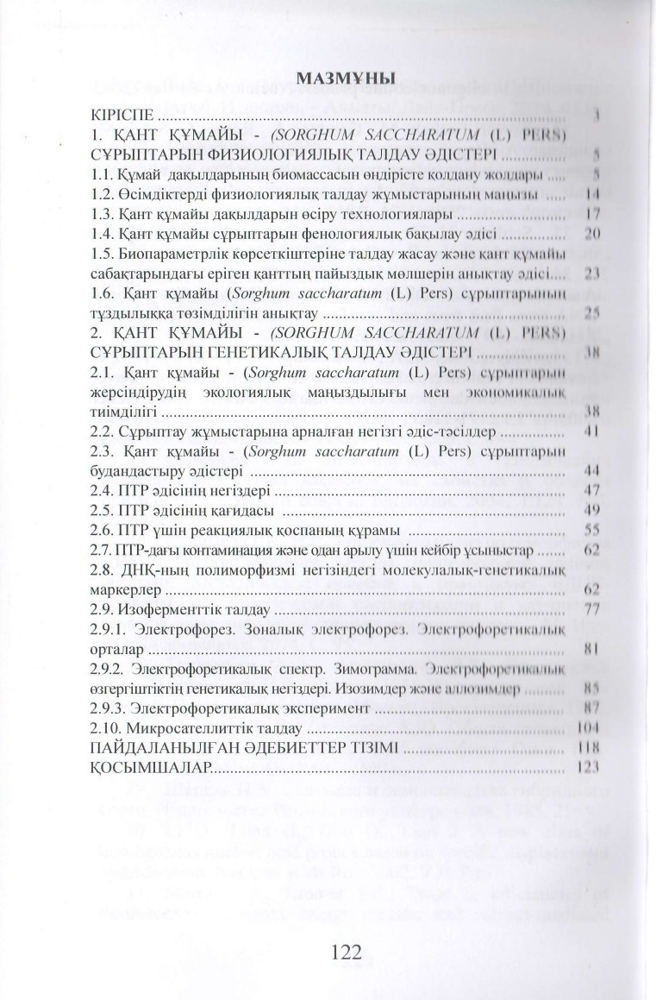 МАЗМҰНЫ
КІРІСПЕ ........ 3
1. ҚАНТ ҚҰМАЙЫ - (SORGHUM SACCHARATUM (L) PERS)
СҰРЫПТАРЫН ФИЗИОЛОГИЯЛЫҚ ТАЛДАУ ӘДІСТЕРІ ........ 5
1.1. Құмай дақылдарының биомассасын өндірісте қолдану жолдары ..... 5
1.2. Өсімдіктерді физиологиялық талдау жұмыстарының маңызы ..... 14
1.3. Қант құмайы дақылдарын өсіру технологиялары ........ 17
1.4. Қант құмайы сұрыптарын фенологиялық бақылау әдісі ........ 20
1.5. Биопараметрлік көрсеткіштеріне талдау жасау және қант құмайы
сабақтарындағы еріген қанттың пайыздық мөлшерін анықтау әдісі.... 23
1.6. Қант құмайы (Sorghum saccharatum (L) Pers) сұрыптарының
тұздылыққа төзімділігін анықтау ........ 25
2. ҚАНТ ҚҰМАЙЫ - (SORGHUM SACCHARATUM (L) PERS)
СҰРЫПТАРЫН ГЕНЕТИКАЛЫҚ ТАЛДАУ ӘДІСТЕРІ ........ 38
2.1. Қант құмайы - (Sorghum saccharatum (L) Pers) сұрыптарын
жерсіндірудің экологиялық маңыздылығы мен экономикалық
тиімділігі ........ 38
2.2. Сұрыптау жұмыстарына арналған негізгі әдіс-тәсілдер ........ 41
2.3. Қант құмайы - (Sorghum saccharatum (L) Pers) сұрыптарын
будандастыру әдістері ........ 44
2.4. ПТР әдісінің негіздері ........ 47
2.5. ПТР әдісінің қағидасы ........ 49
2.6. ПТР үшін реакциялық қоспаның құрамы ........ 55
2.7. ПТР-дағы контаминация және одан арылу үшін кейбір ұсыныстар ....... 62
2.8. ДНҚ-ның полиморфизмі негізіндегі молекулалық-генетикалық
маркерлер ........ 62
2.9. Изоферменттік талдау ........ 77
2.9.1. Электрофорез. Зоналық электрофорез. Электрофоретикалық
орталар ........ 81
2.9.2. Электрофоретикалық спектр. Зимограмма. Электрофоретикалық
өзгергіштіктің генетикалық негіздері. Изозимдер және аллозимдер ........ 85
2.9.3. Электрофоретикалық эксперимент ........ 87
2.10. Микросателлиттік талдау ........ 104
ПАЙДАЛАНЫЛҒАН ӘДЕБИЕТТЕР ТІЗІМІ ........ 118
ҚОСЫМШАЛАР........ 123
122